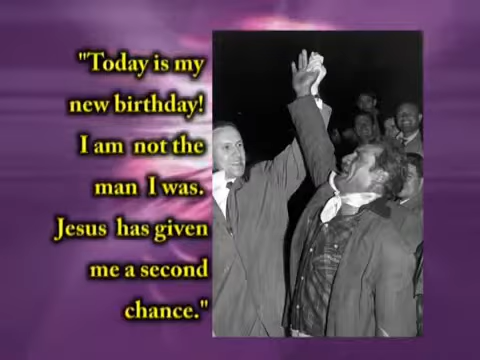 "Today is my
new birthday!
I am not the
man I was.
Jesus has given
me a second
chance."